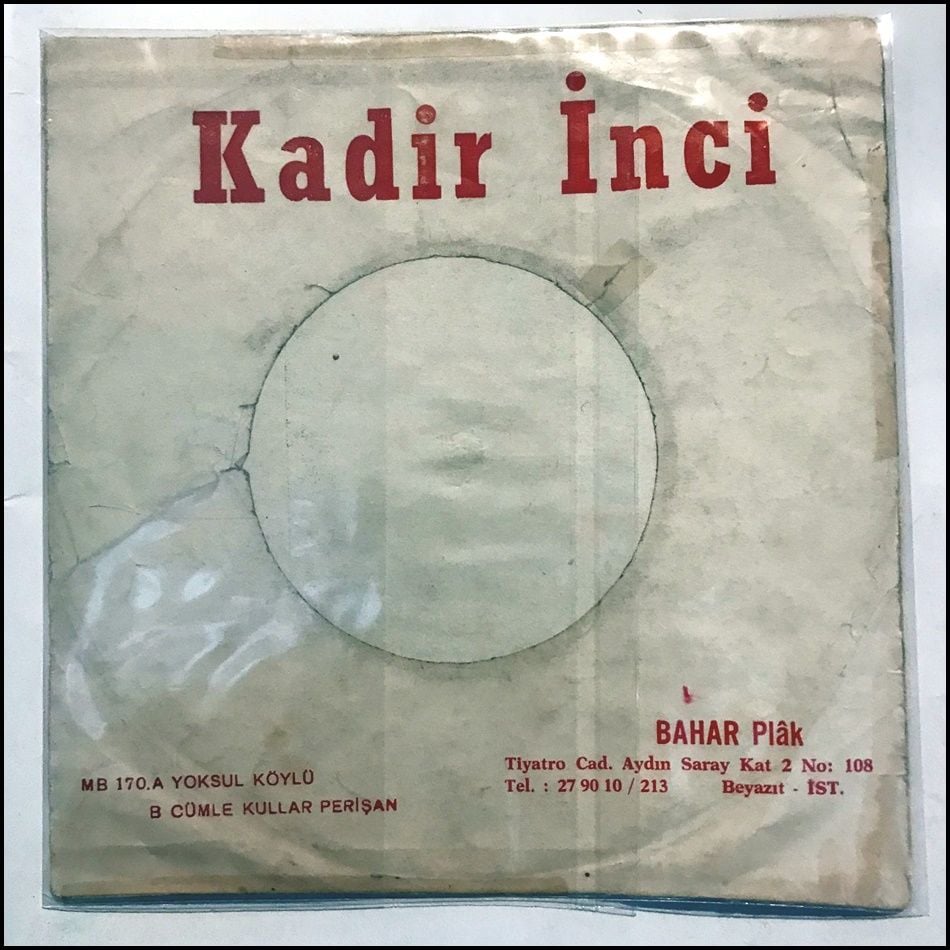 Kadir İnci
BAHAR Plâk
Tiyatro Cad. Aydın Saray Kat 2 No: 108
Tel. : 27 90 10 / 213 Beyazıt - İST.
MB 170.A YOKSUL KÖYLÜ
B CÜMLE KULLAR PERİŞAN